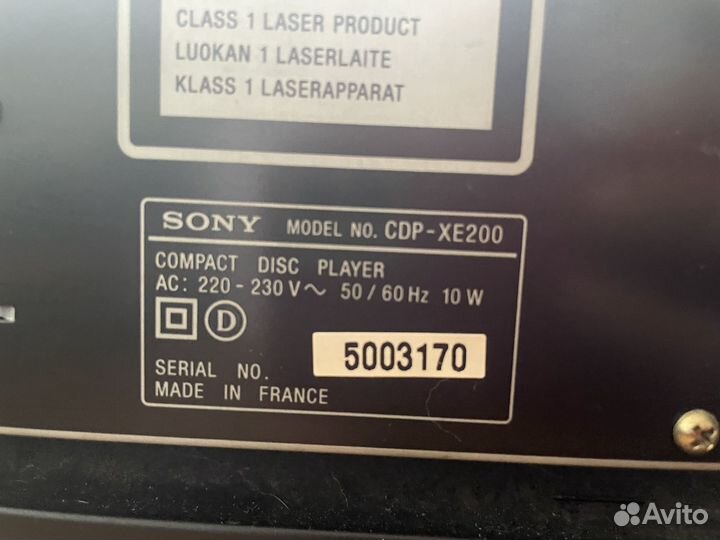 CLASS 1 LASER PRODUCT
LUOKAN 1 LASERLAITE
KLASS 1 LASERAPPARAT
SONY MODEL NO. CDP-XE200
COMPACT DISC PLAYER
AC: 220 - 230 V ~ 50 / 60 Hz 10 W
D
SERIAL NO. 5003170
MADE IN FRANCE
Avito